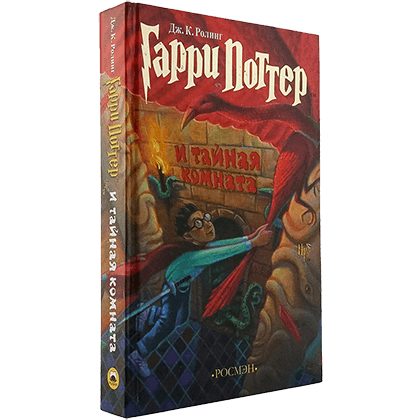 Дж. К. Ролинг
Гарри Поттер
и тайная
комната
·РОСМЭН·
Дж. К. Ролинг
Гарри Поттер
и тайная комната